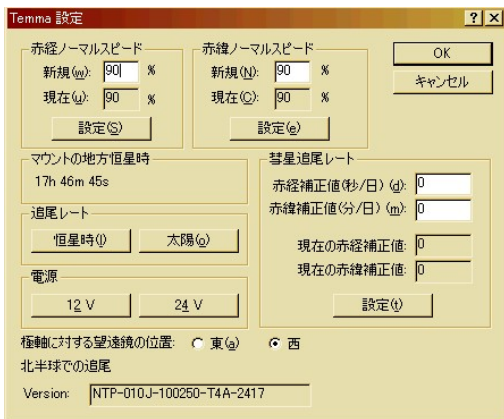 Temma 設定
赤経ノーマルスピード
新規(w): 90 %
現在(u): 90 %
設定(S)
赤緯ノーマルスピード
新規(N): 90 %
現在(C): 90 %
設定(e)
OK
キャンセル
マウントの地方恒星時
17h 46m 45s
追尾レート
恒星時(i) 太陽(o)
電源
12 V 24 V
彗星追尾レート
赤経補正値(秒/日) (d): 0
赤緯補正値(分/日) (m): 0
現在の赤経補正値: 0
現在の赤緯補正値: 0
設定(t)
極軸に対する望遠鏡の位置: 東(a) 西
北半球での追尾
Version: NTP-010J-100250-T4A-2417